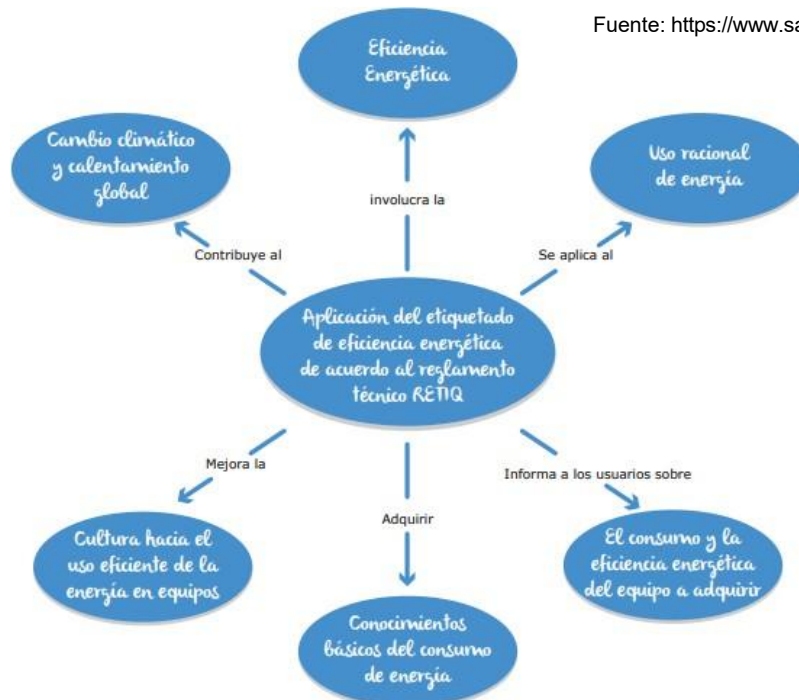 Fuente: https://www.sa
Eficiencia
Energética
Cambio climático
y calentamiento
global
Uso racional
de energía
involucra la
Contribuye al
Se aplica al
Aplicación del etiquetado
de eficiencia energética
de acuerdo al reglamento
técnico RETIQ
Mejora la
Informa a los usuarios sobre
Adquirir
Cultura hacia el
uso eficiente de la
energía en equipos
El consumo y la
eficiencia energética
del equipo a adquirir
Conocimientos
básicos del consumo
de energía